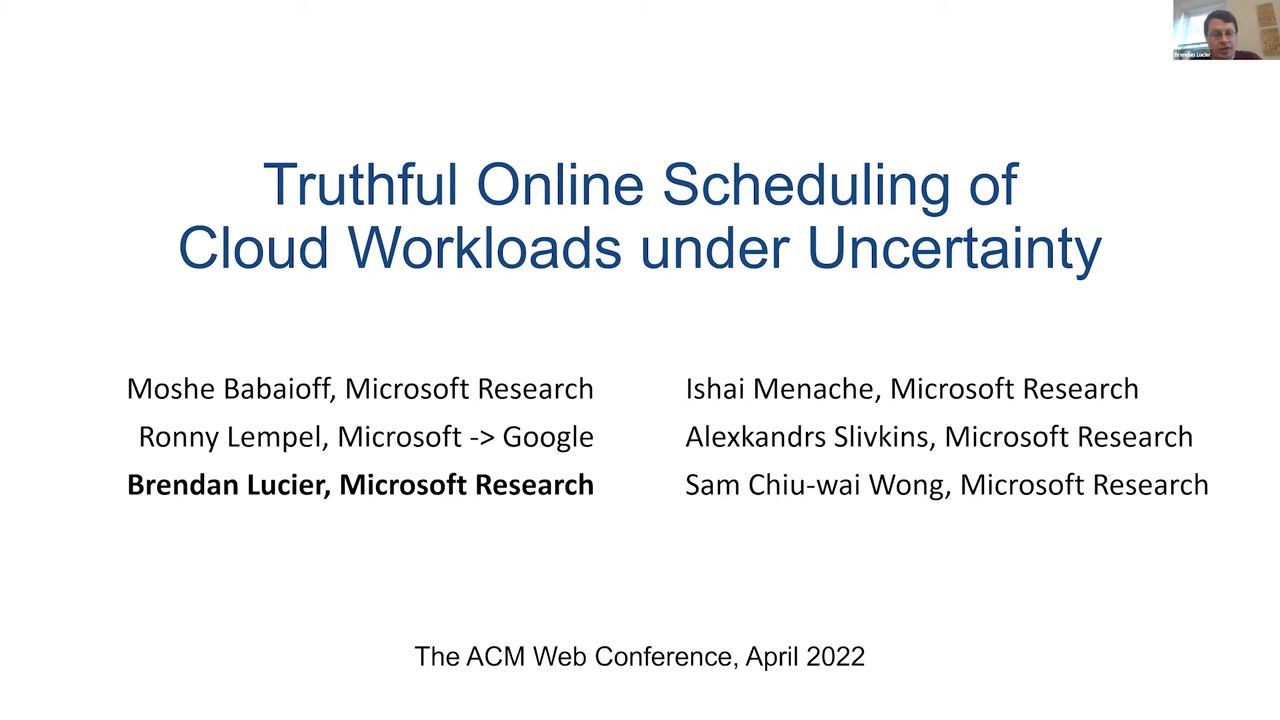 Brendan Lucier
Truthful Online Scheduling of
Cloud Workloads under Uncertainty
Moshe Babaioff, Microsoft Research
Ronny Lempel, Microsoft -> Google
Brendan Lucier, Microsoft Research
Ishai Menache, Microsoft Research
Alexkandrs Slivkins, Microsoft Research
Sam Chiu-wai Wong, Microsoft Research
The ACM Web Conference, April 2022